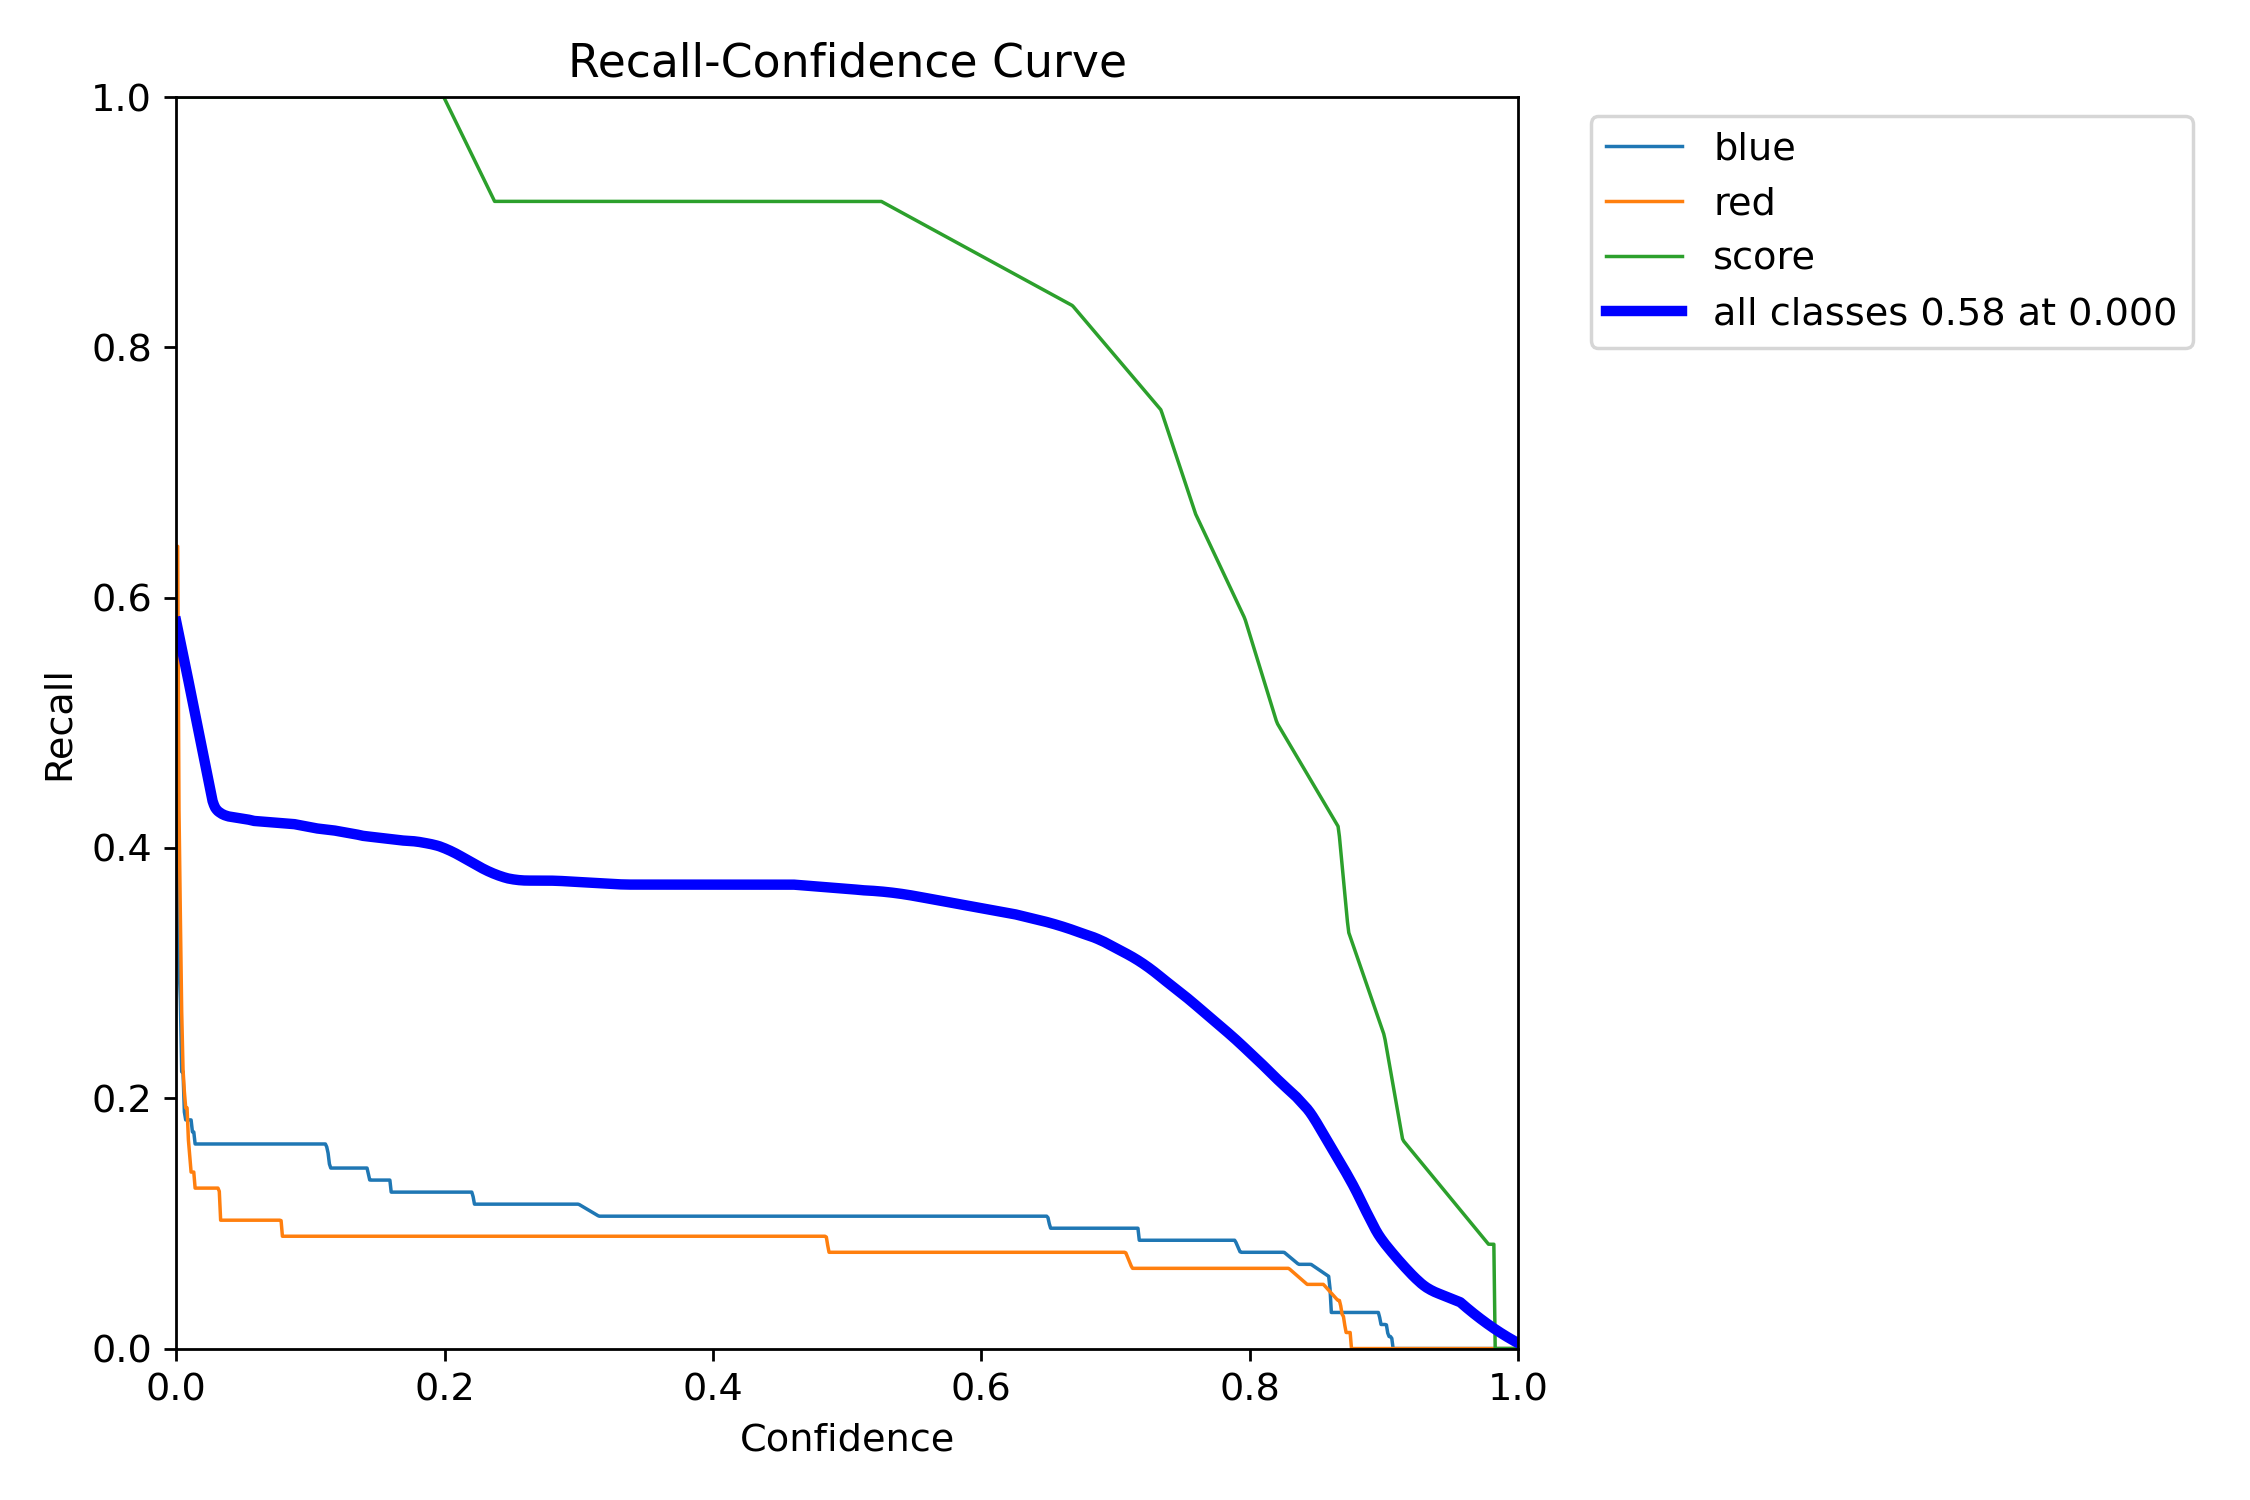 Recall-Confidence Curve
1.0
0.8
0.6
0.4
0.2
0.0
Recall
0.0 0.2 0.4 0.6 0.8 1.0
Confidence
blue
red
score
all classes 0.58 at 0.000